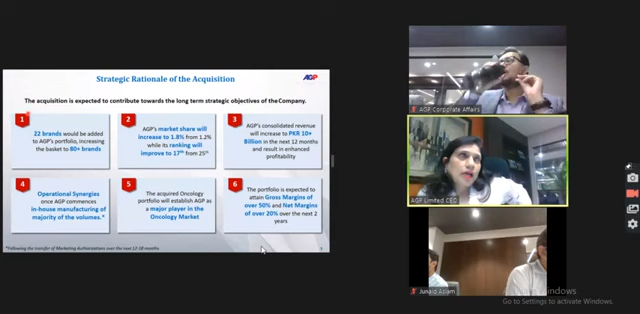 Strategic Rationale of the Acquisition
AGP
The acquisition is expected to contribute towards the long term strategic objectives of the Company.
1
22 brands would be added
to AGP's portfolio, increasing
the basket to 80+ brands
2
AGP's market share will
increase to 1.8% from 1.2%
while its ranking will
improve to 17th from 25th
3
AGP's consolidated revenue
will increase to PKR 10+
Billion in the next 12 months
and result in enhanced
profitability
4
Operational Synergies
once AGP commences
in-house manufacturing of
majority of the volumes.*
5
The acquired Oncology
portfolio will establish AGP as
a major player in the
Oncology Market
6
The portfolio is expected to
attain Gross Margins of
over 50% and Net Margins
of over 20% over the next 2
years
*Following the transfer of Marketing Authorizations over the next 12-18 months.
AGP Corporate Affairs
AGP Limited CEO
Junaid Aslam
Go to Settings to activate Windows.